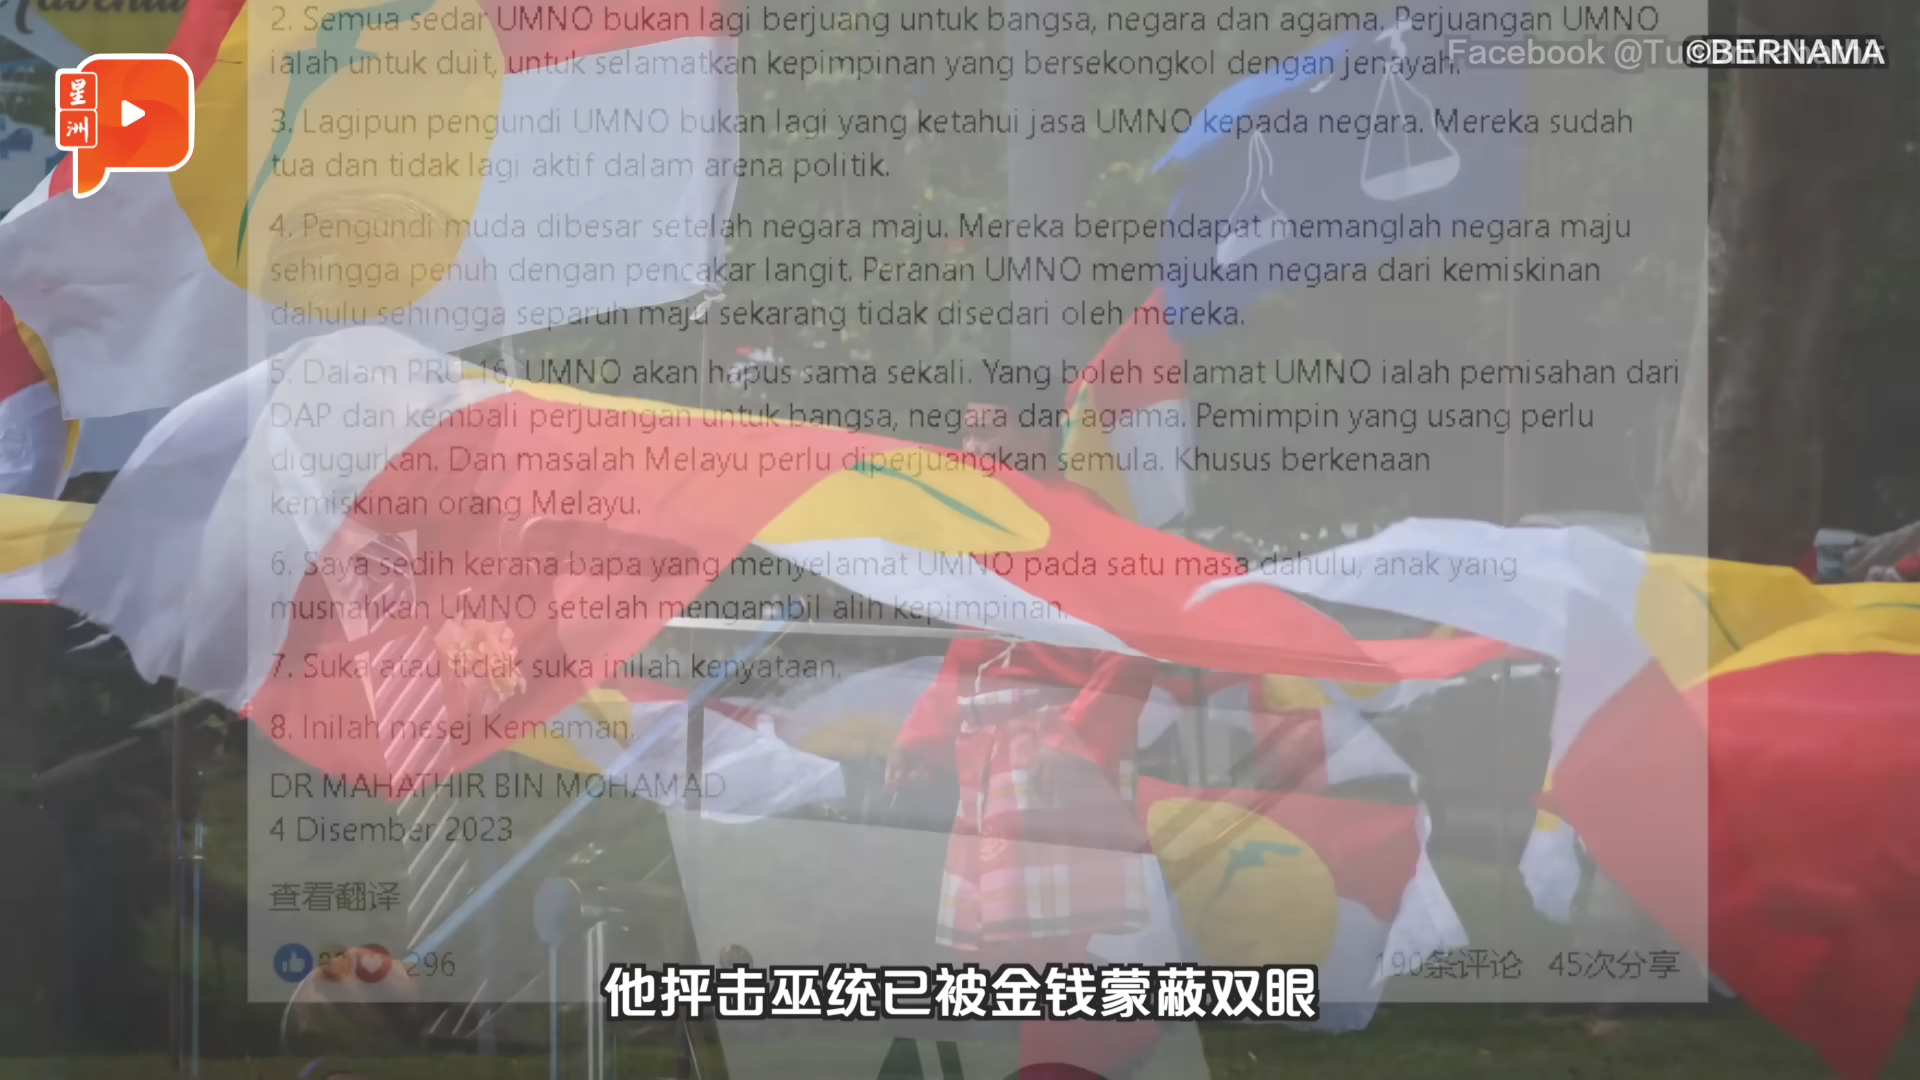 2. Semua sedar UMNO bukan lagi berjuang untuk bangsa, negara dan agama. Perjuangan UMNO
ialah untuk duit, untuk selamatkan kepimpinan yang bersekongkol dengan jenayah.
Facebook
©BERNAMA
星洲
3. Lagipun pengundi UMNO bukan lagi yang ketahui jasa UMNO kepada negara. Mereka sudah
tua dan tidak lagi aktif dalam arena politik.
4. Pengundi muda dibesar setelah negara maju. Mereka berpendapat memanglah negara maju
sehingga penuh dengan pencakar langit. Peranan UMNO memajukan negara dari kemiskinan
dahulu sehingga separuh maju sekarang tidak disedari oleh mereka.
5. Dalam PRU 16, UMNO akan hapus sama sekali. Yang boleh selamat UMNO ialah pemisahan dari
DAP dan kembali perjuangan untuk bangsa, negara dan agama. Pemimpin yang usang perlu
digugurkan. Dan masalah Melayu perlu diperjuangkan semula. Khusus berkenaan
kemiskinan orang Melayu.
6. Saya sedih kerana bapa yang menyelamat UMNO pada satu masa dahulu, anak yang
musnahkan UMNO setelah mengambil alih kepimpinan.
7. Suka atau tidak suka inilah kenyataan.
8. Inilah mesej Kemaman.
DR MAHATHIR BIN MOHAMAD
4 Disember 2023
查看翻译
296
190条评论 45次分享
他抨击巫统已被金钱蒙蔽双眼